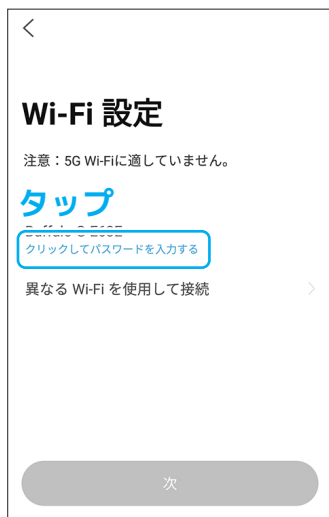 Wi-Fi 設定
注意：5G Wi-Fiに適していません。
タップ
クリックしてパスワードを入力する
異なる Wi-Fi を使用して接続
次